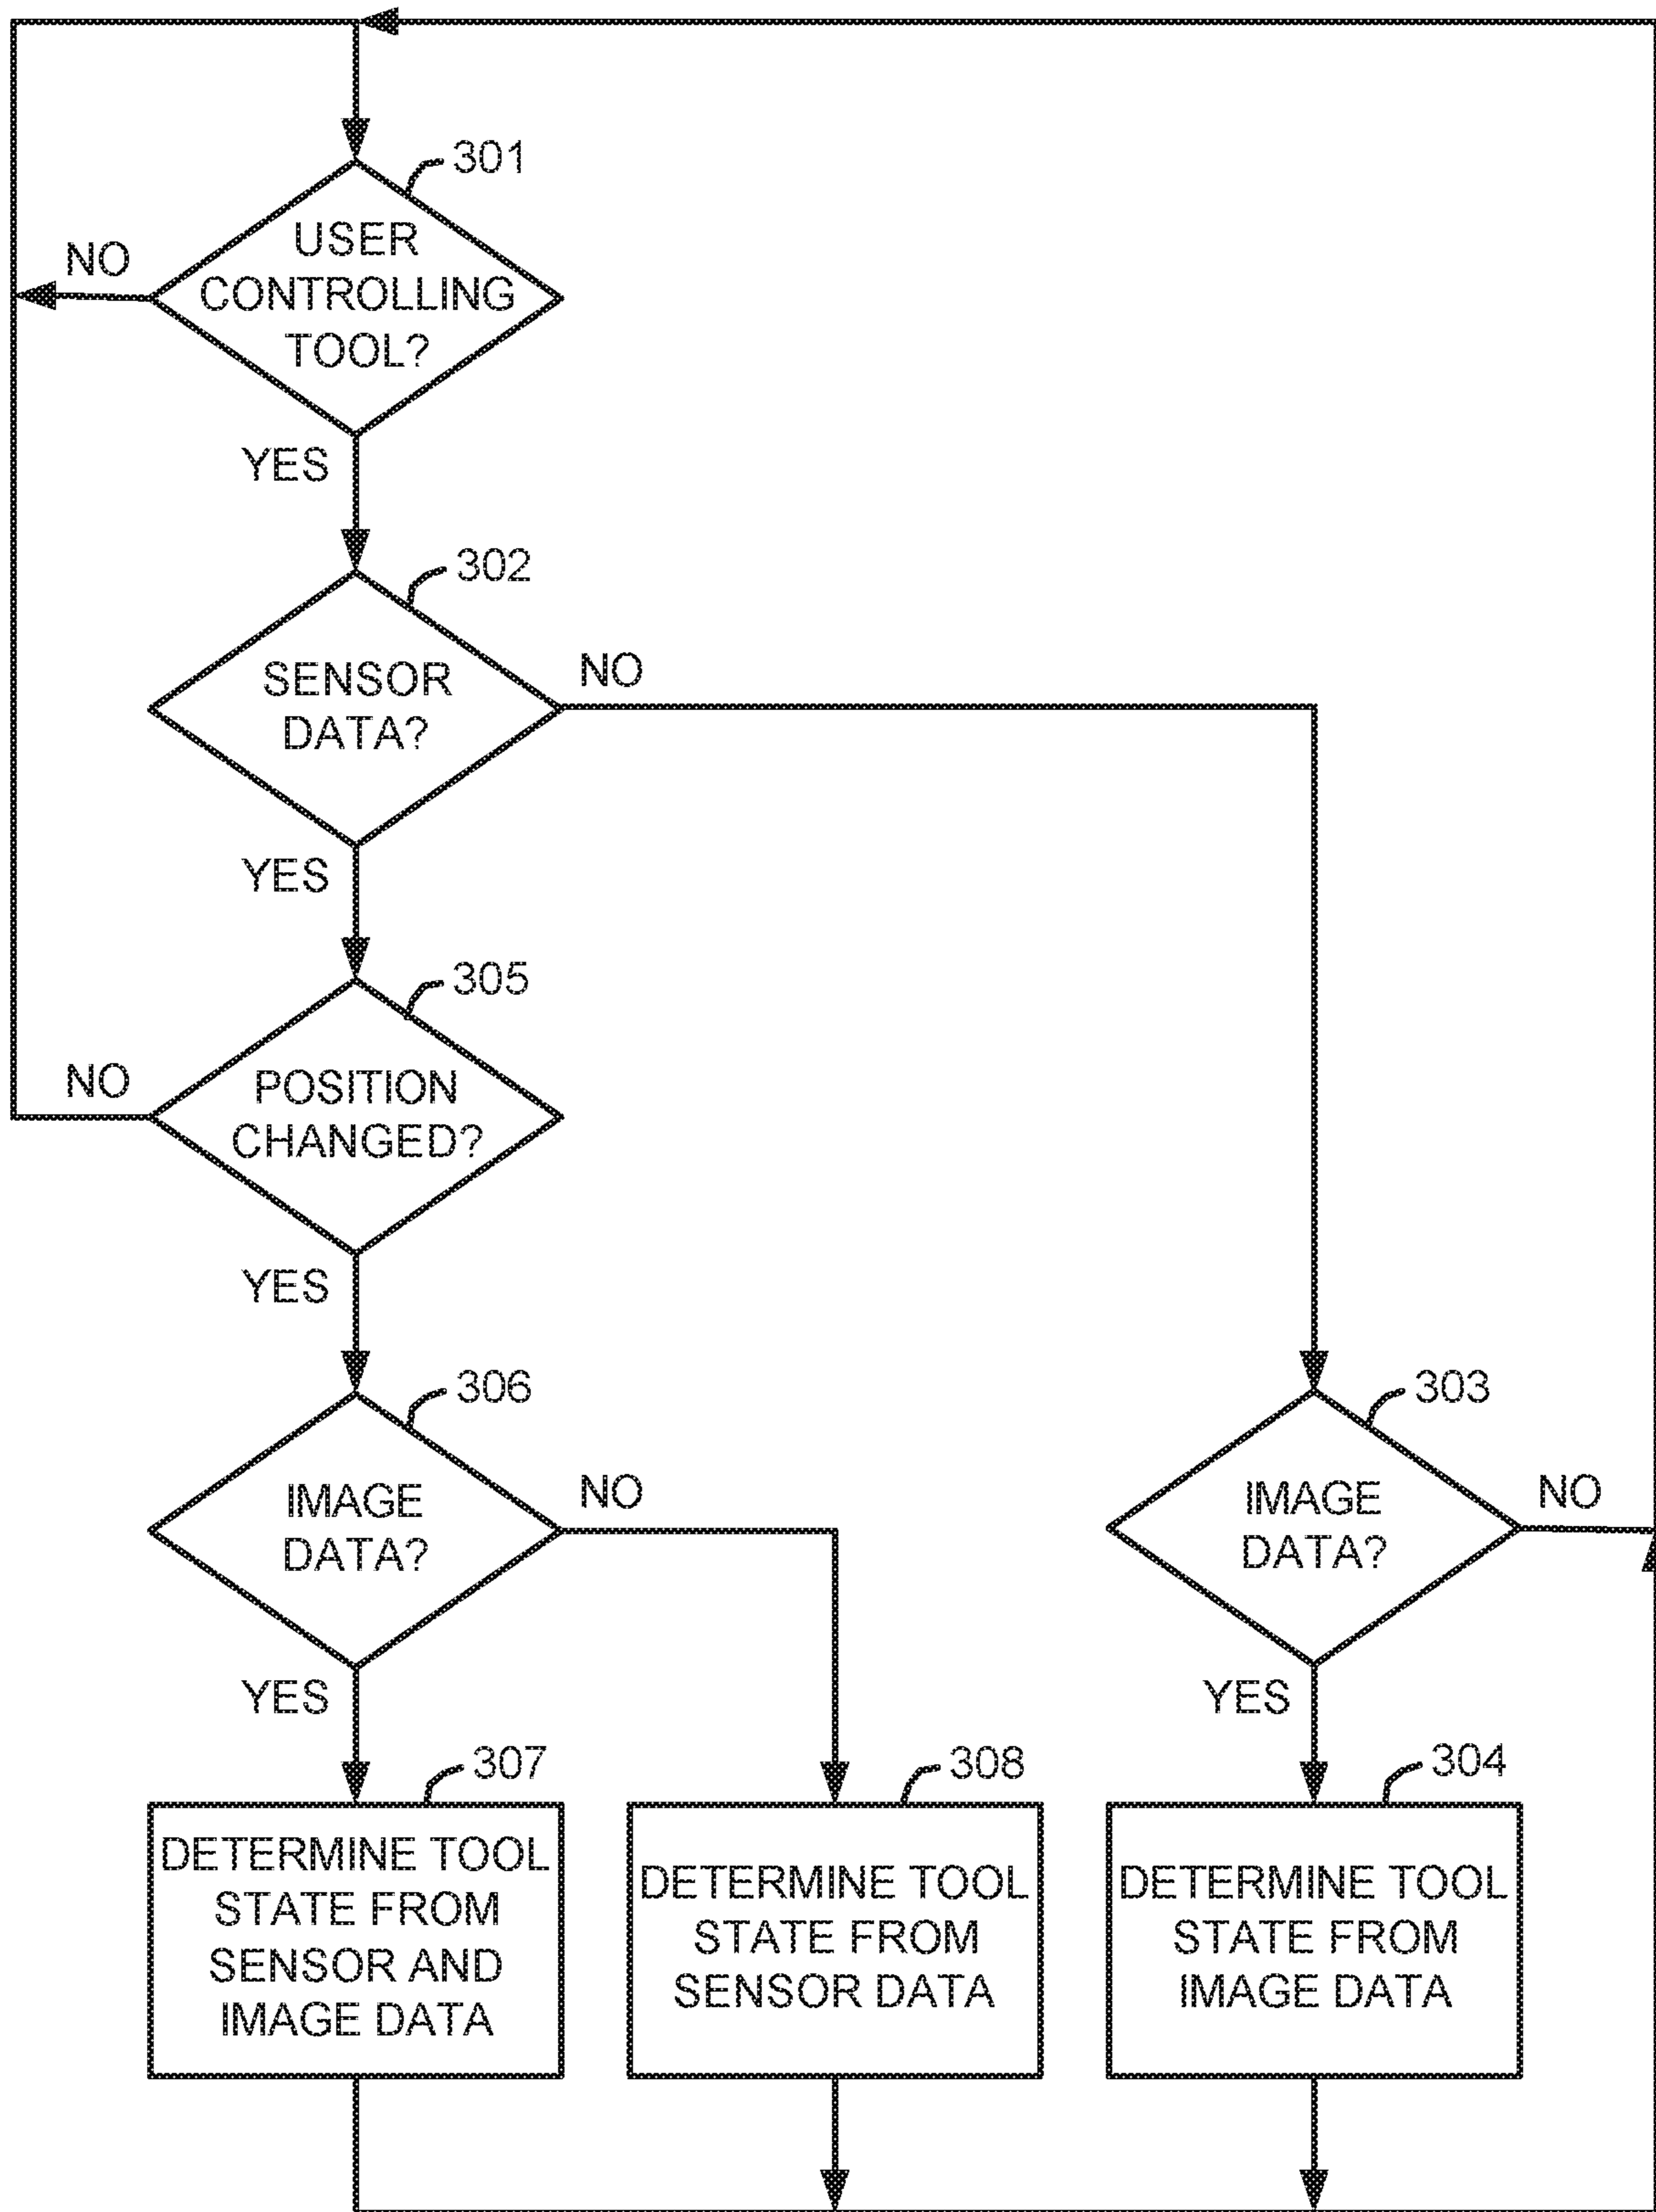 301
USER
CONTROLLING
TOOL?
NO
YES
302
SENSOR
DATA?
NO
YES
305
POSITION
CHANGED?
NO
YES
306
IMAGE
DATA?
NO
YES
303
IMAGE
DATA?
NO
YES
307
DETERMINE TOOL
STATE FROM
SENSOR AND
IMAGE DATA
308
DETERMINE TOOL
STATE FROM
SENSOR DATA
304
DETERMINE TOOL
STATE FROM
IMAGE DATA